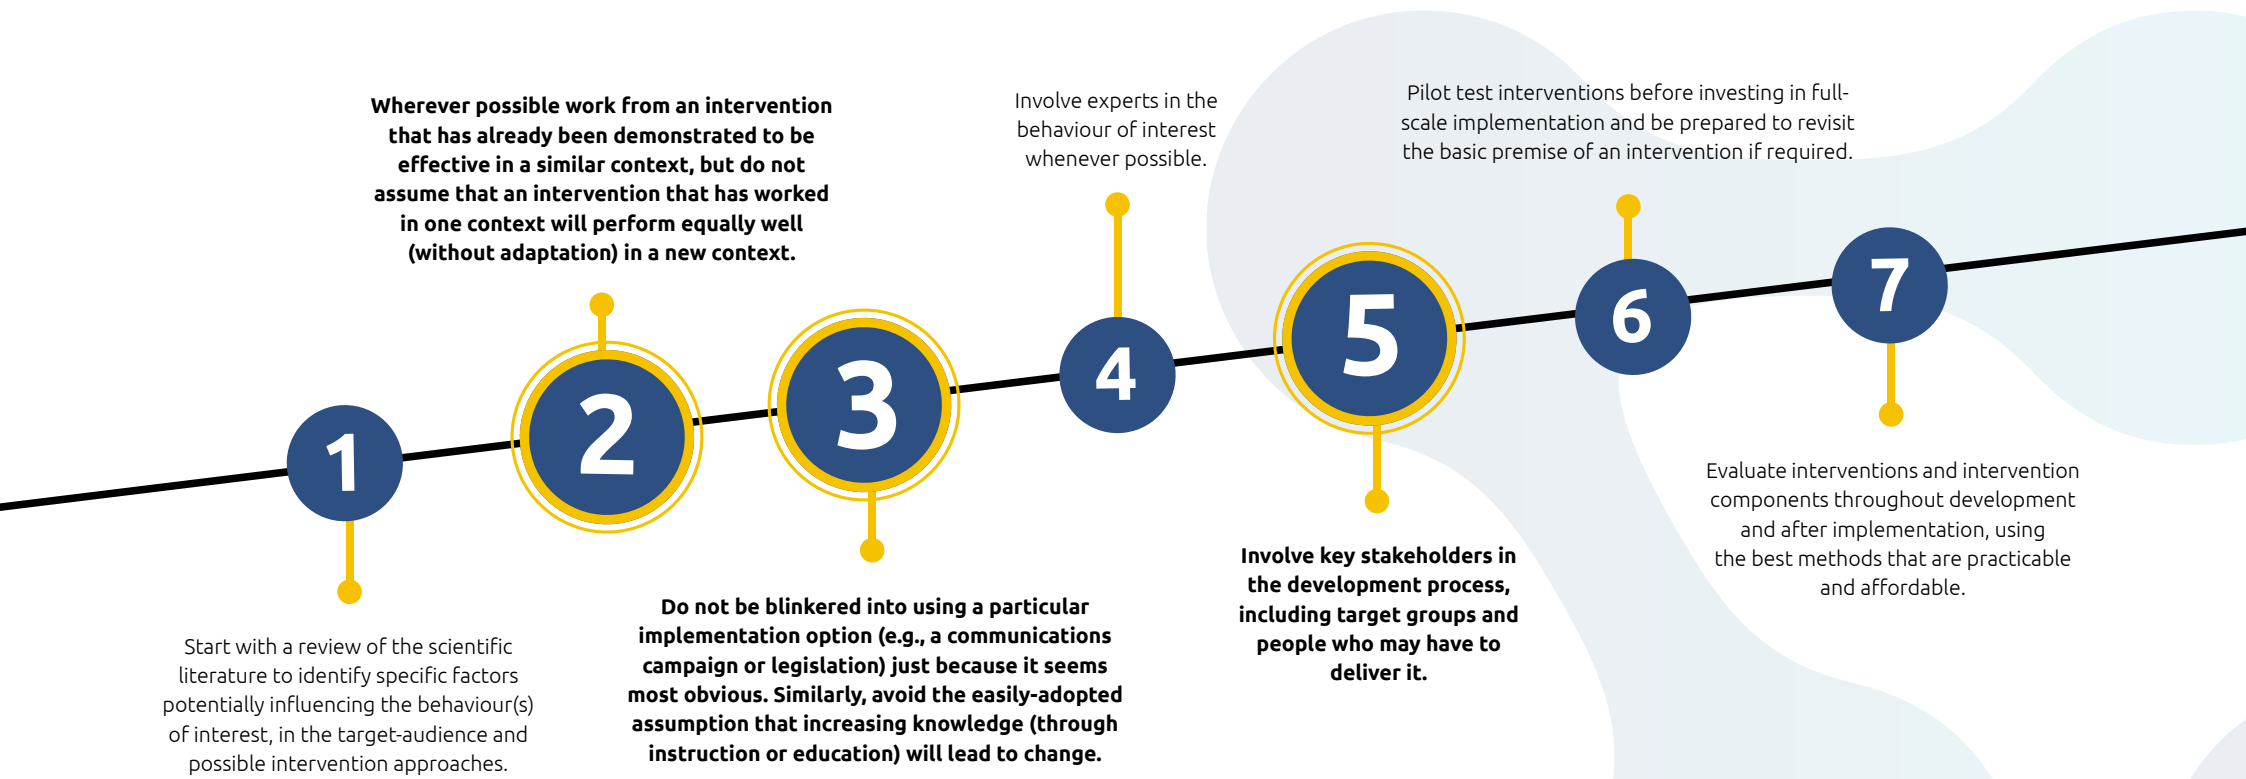 1
Start with a review of the scientific
literature to identify specific factors
potentially influencing the behaviour(s)
of interest, in the target-audience and
possible intervention approaches.
Wherever possible work from an intervention
that has already been demonstrated to be
effective in a similar context, but do not
assume that an intervention that has worked
in one context will perform equally well
(without adaptation) in a new context.
2
3
Do not be blinkered into using a particular
implementation option (e.g., a communications
campaign or legislation) just because it seems
most obvious. Similarly, avoid the easily-adopted
assumption that increasing knowledge (through
instruction or education) will lead to change.
Involve experts in the
behaviour of interest
whenever possible.
4
5
Involve key stakeholders in
the development process,
including target groups and
people who may have to
deliver it.
Pilot test interventions before investing in full-
scale implementation and be prepared to revisit
the basic premise of an intervention if required.
6
7
Evaluate interventions and intervention
components throughout development
and after implementation, using
the best methods that are practicable
and affordable.